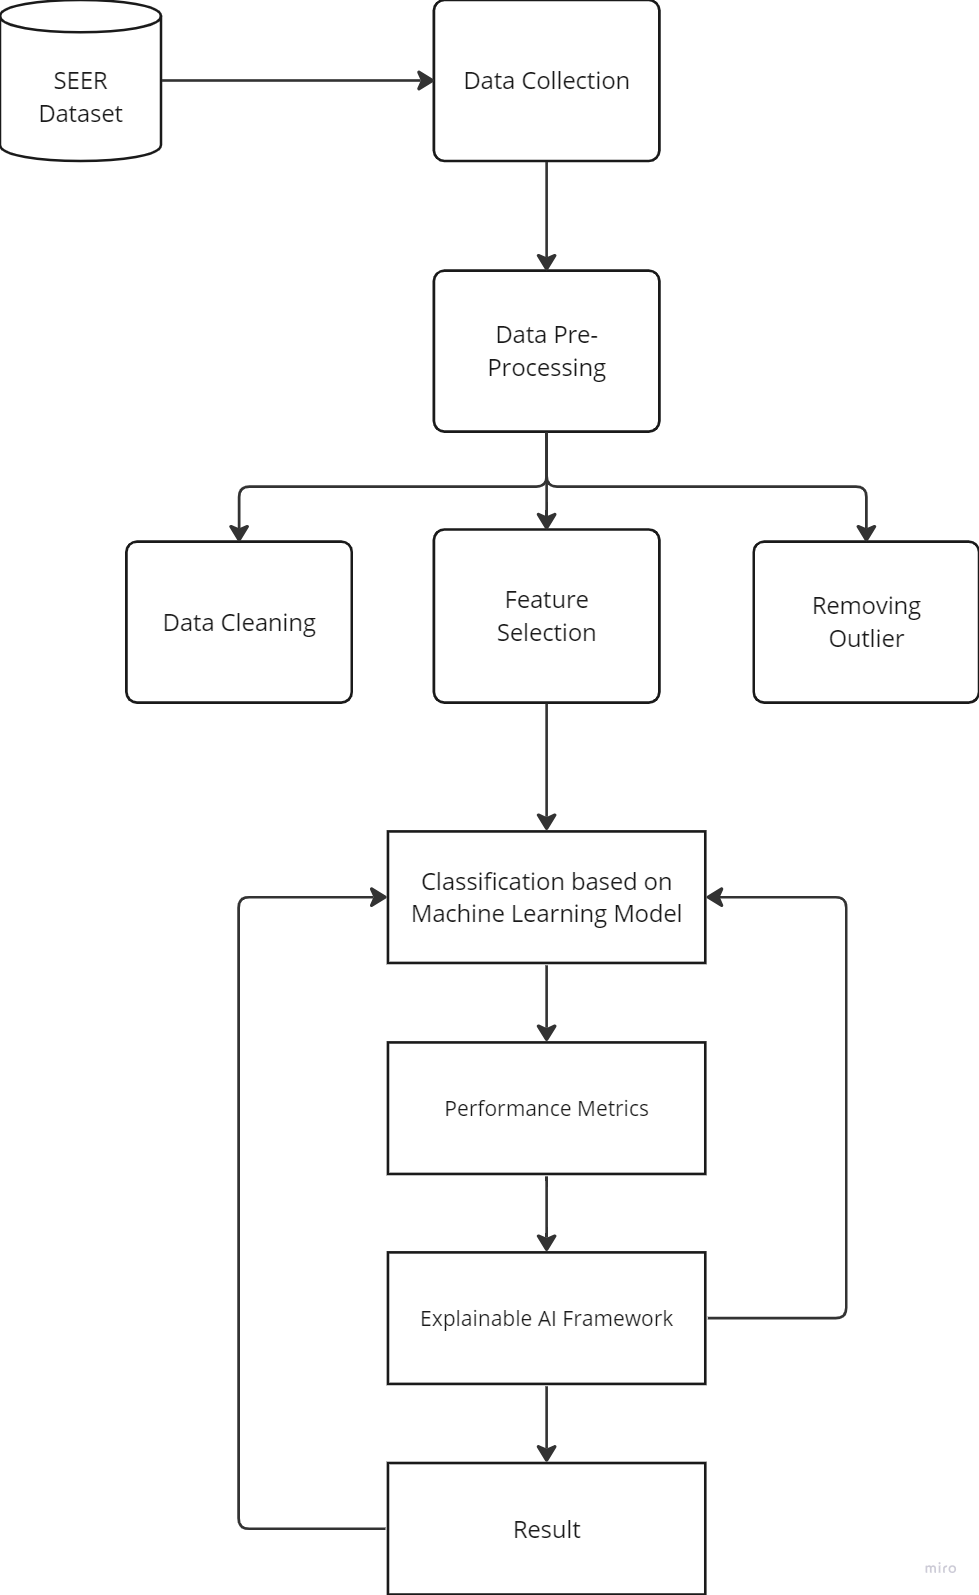 SEER
Dataset
Data Collection
Data Pre-
Processing
Data Cleaning
Feature
Selection
Removing
Outlier
Classification based on
Machine Learning Model
Performance Metrics
Explainable AI Framework
Result
miro